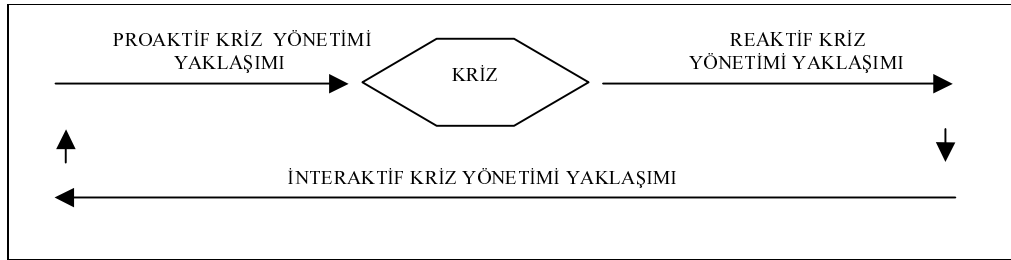 PROAKTİF KRİZ YÖNETİMİ
YAKLAŞIMI
KRİZ
REAKTİF KRİZ
YÖNETİMİ YAKLAŞIMI
İNTERAKTİF KRİZ YÖNETİMİ YAKLAŞIMI